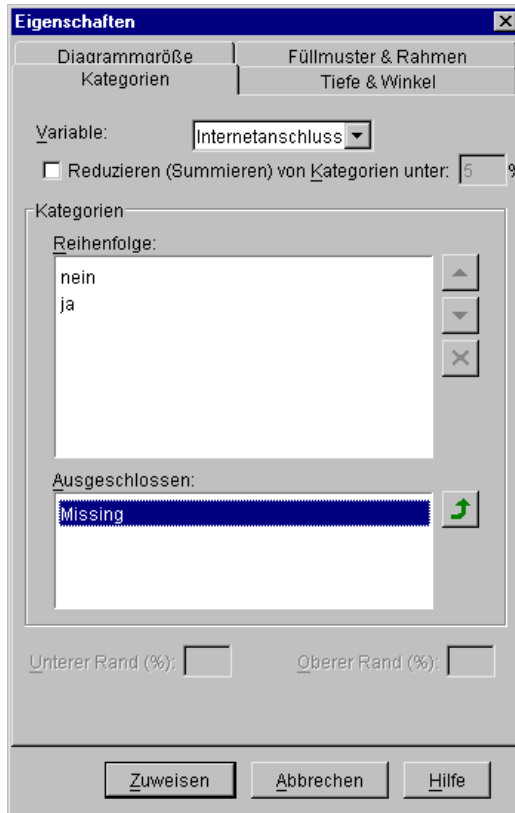 Eigenschaften
Diagrammgröße Füllmuster & Rahmen
Kategorien Tiefe & Winkel
Variable: Internetanschluss
Reduzieren (Summieren) von Kategorien unter: 5 %
Kategorien
Reihenfolge:
nein
ja
Ausgeschlossen:
Missing
Unterer Rand (%): Oberer Rand (%):
Zuweisen Abbrechen Hilfe